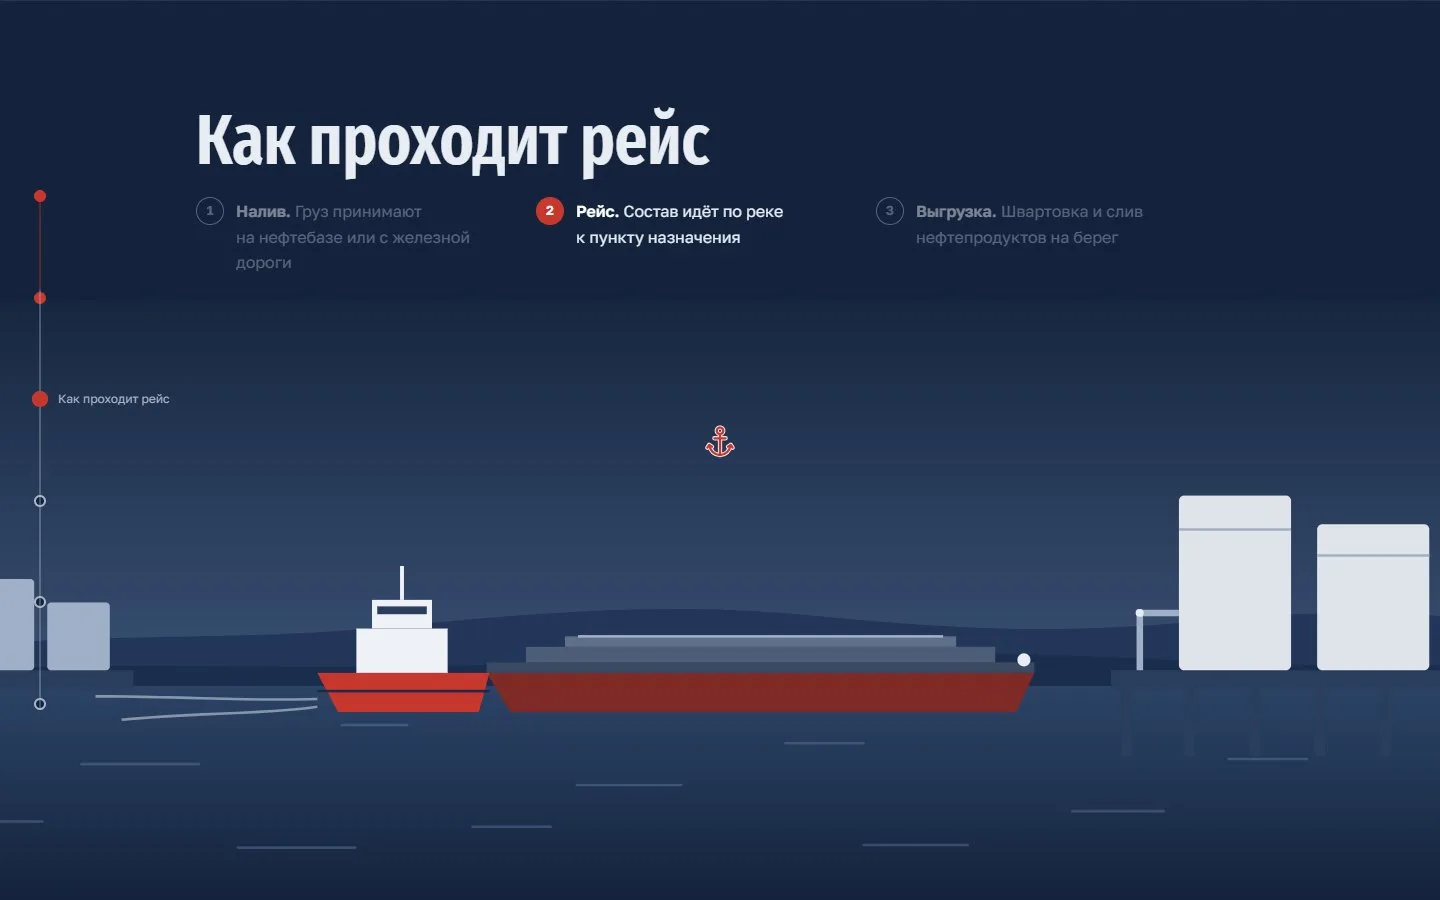 Как проходит рейс
1
Налив. Груз принимают
на нефтебазе или с железной
дороги
2
Рейс. Состав идёт по реке
к пункту назначения
3
Выгрузка. Швартовка и слив
нефтепродуктов на берег
Как проходит рейс